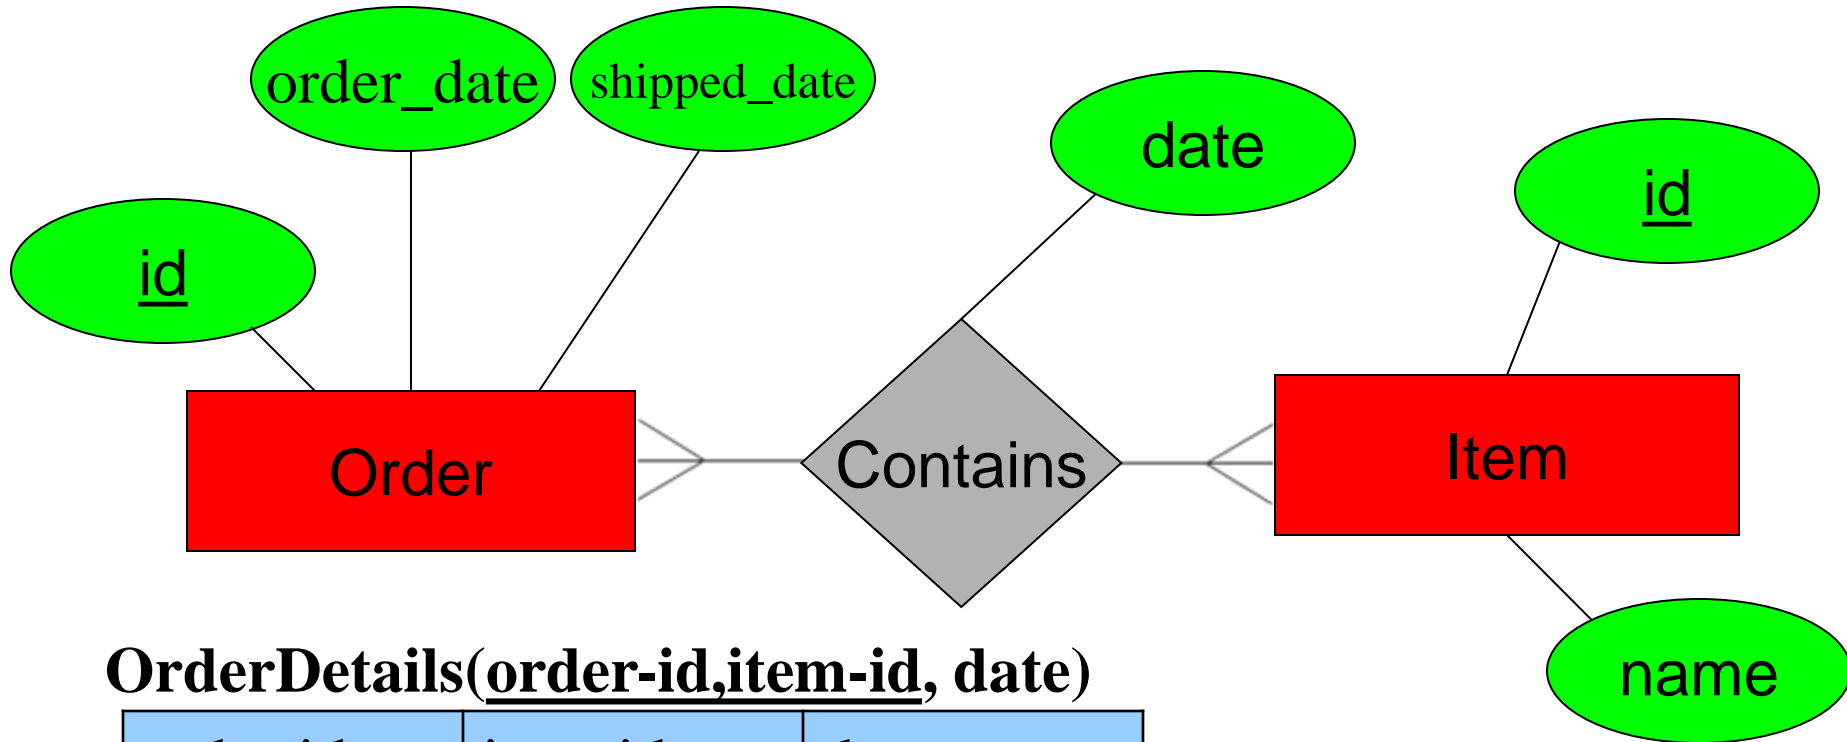 order_date
shipped_date
date
id
id
Order
Contains
Item
OrderDetails(order-id,item-id, date)
name